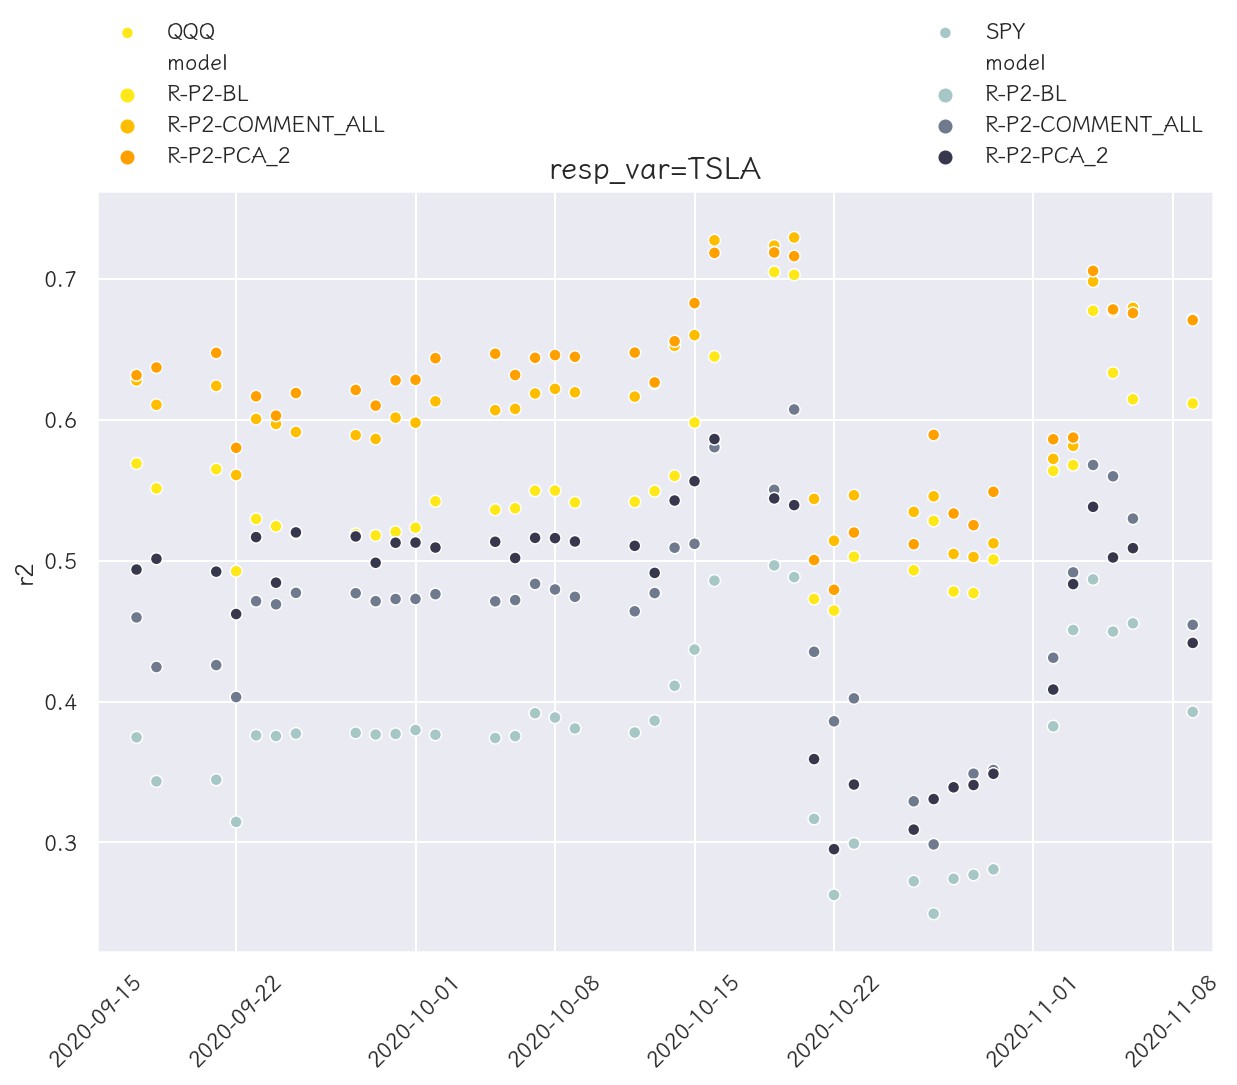 QQQ
model
R-P2-BL
R-P2-COMMENT_ALL
R-P2-PCA_2
SPY
model
R-P2-BL
R-P2-COMMENT_ALL
R-P2-PCA_2
resp_var=TSLA
0.7
0.6
0.5
0.4
0.3
r2
2020-09-15
2020-09-22
2020-10-01
2020-10-08
2020-10-15
2020-10-22
2020-11-01
2020-11-08